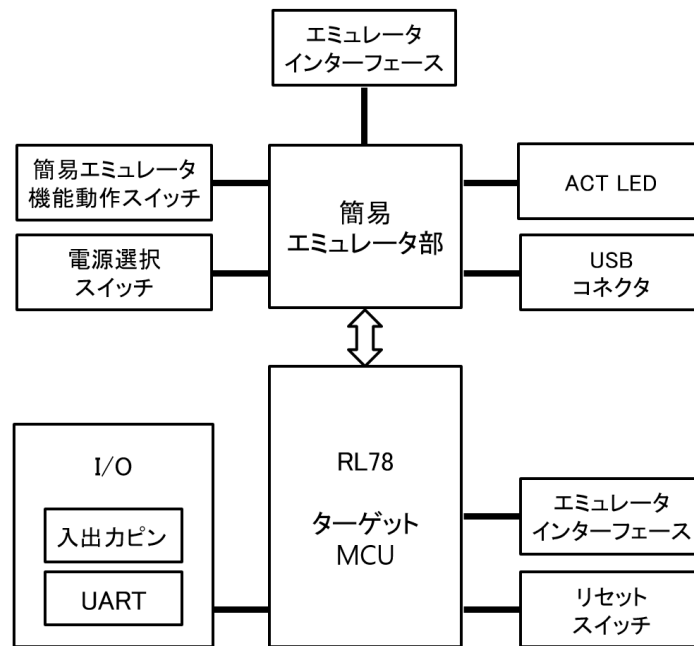 エミュレータ
インターフェース
簡易エミュレータ
機能動作スイッチ
ACT LED
簡易
エミュレータ部
電源選択
スイッチ
USB
コネクタ
I/O
入出力ピン
UART
RL78
ターゲット
MCU
エミュレータ
インターフェース
リセット
スイッチ